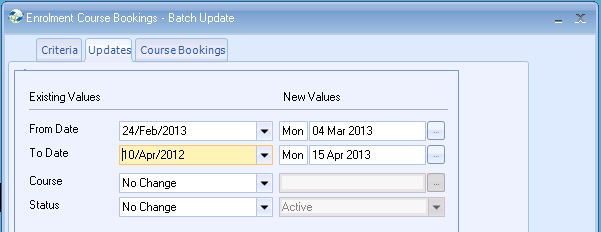 Enrolment Course Bookings - Batch Update
Criteria Updates Course Bookings
Existing Values New Values
From Date 24/Feb/2013 Mon 04 Mar 2013 ...
To Date 10/Apr/2012 Mon 15 Apr 2013 ...
Course No Change ...
Status No Change Active